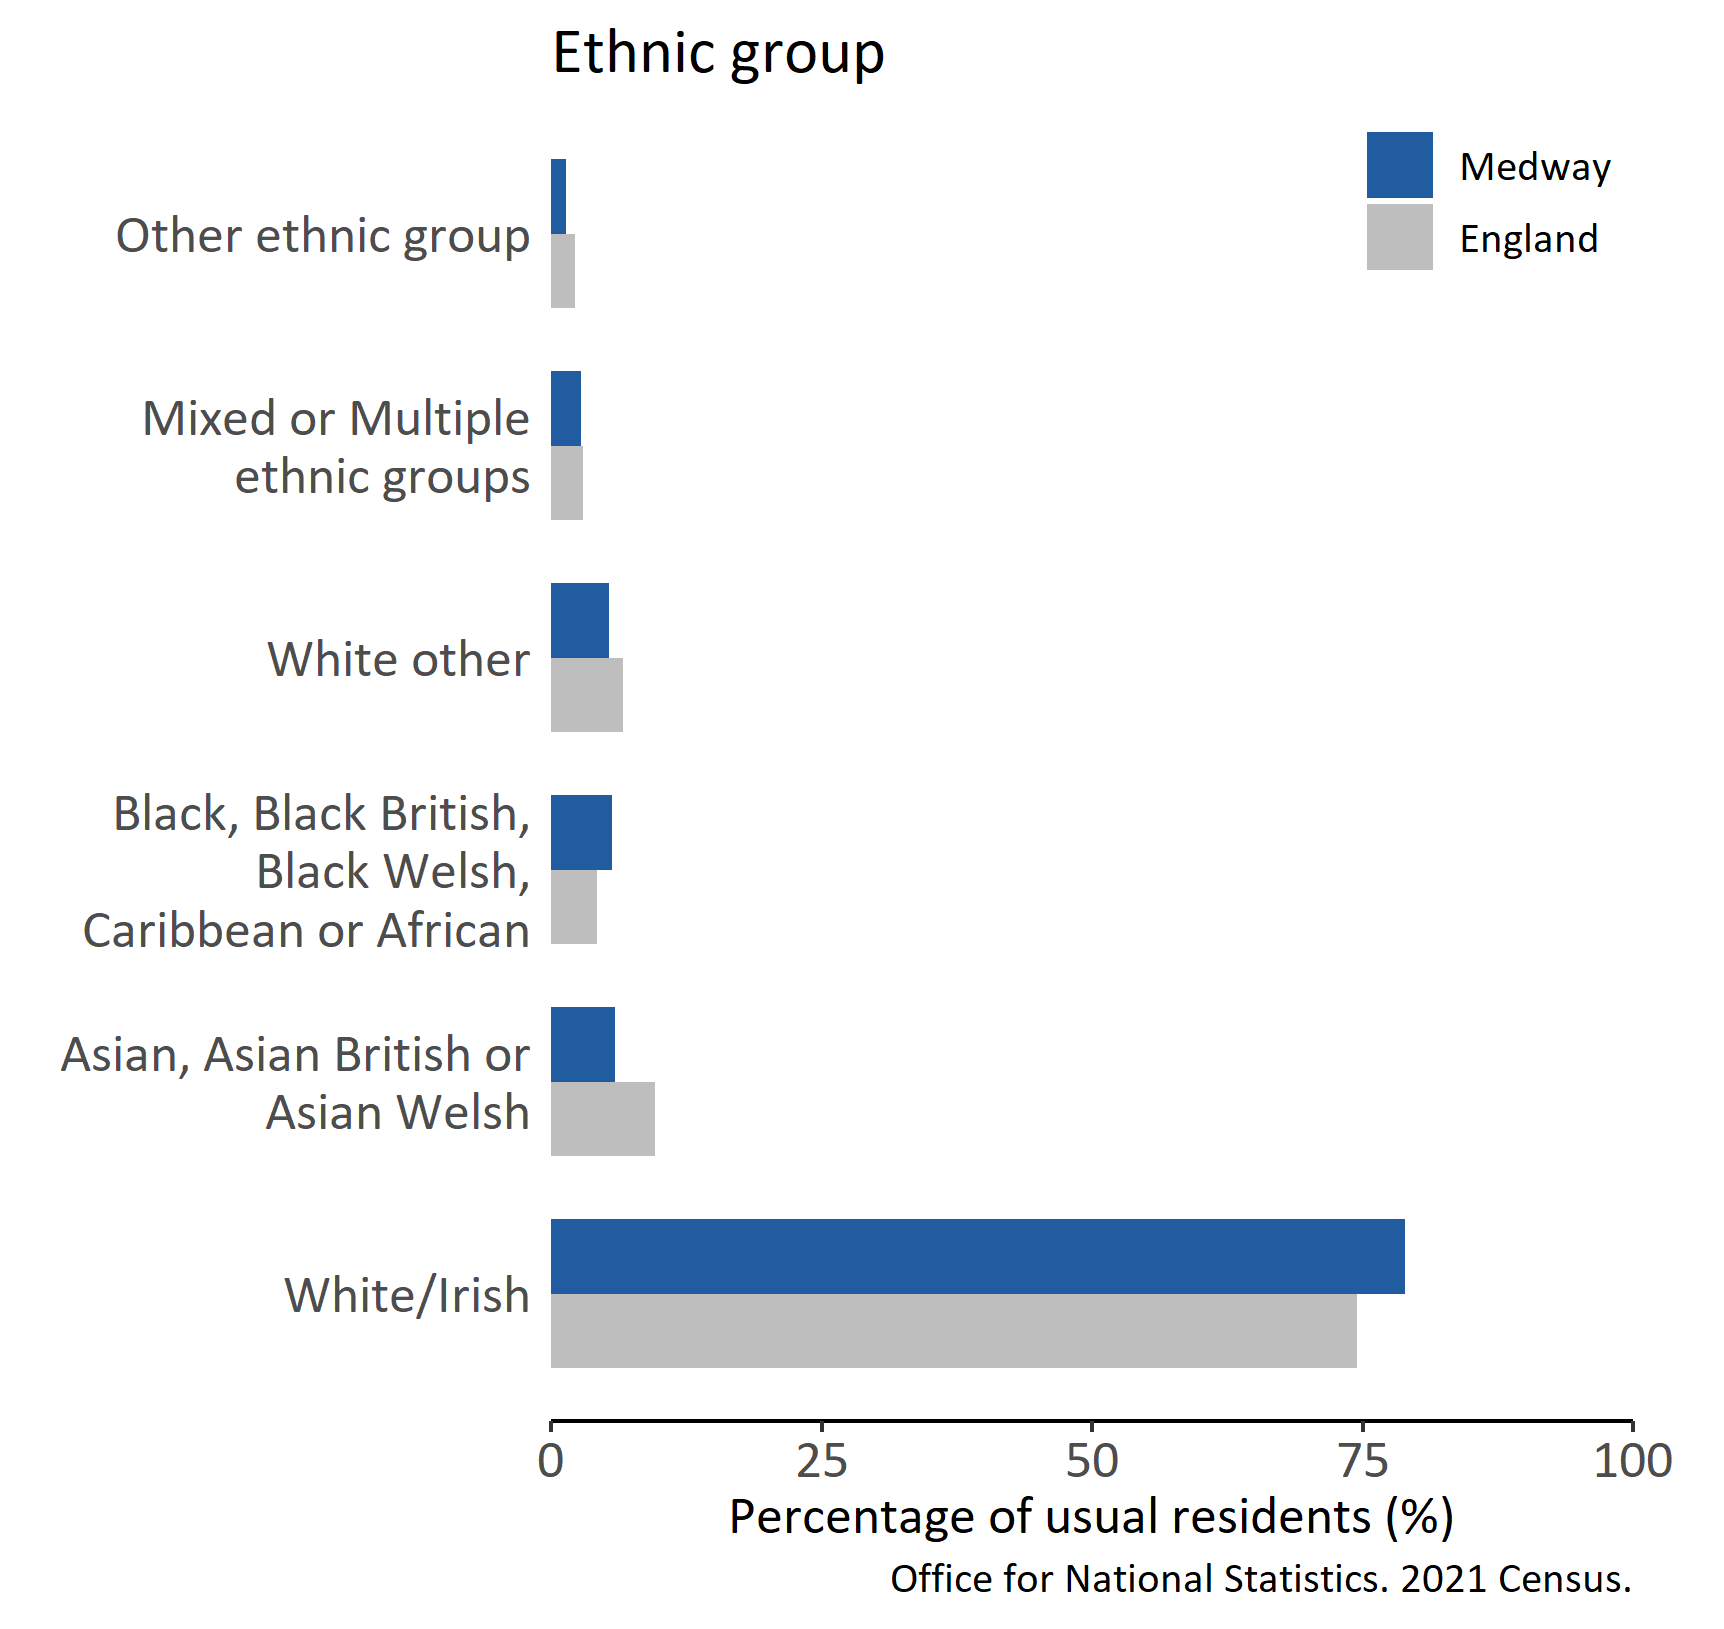 Ethnic group
Medway
England
Other ethnic group
Mixed or Multiple
ethnic groups
White other
Black, Black British,
Black Welsh,
Caribbean or African
Asian, Asian British or
Asian Welsh
White/Irish
0 25 50 75 100
Percentage of usual residents (%)
Office for National Statistics. 2021 Census.